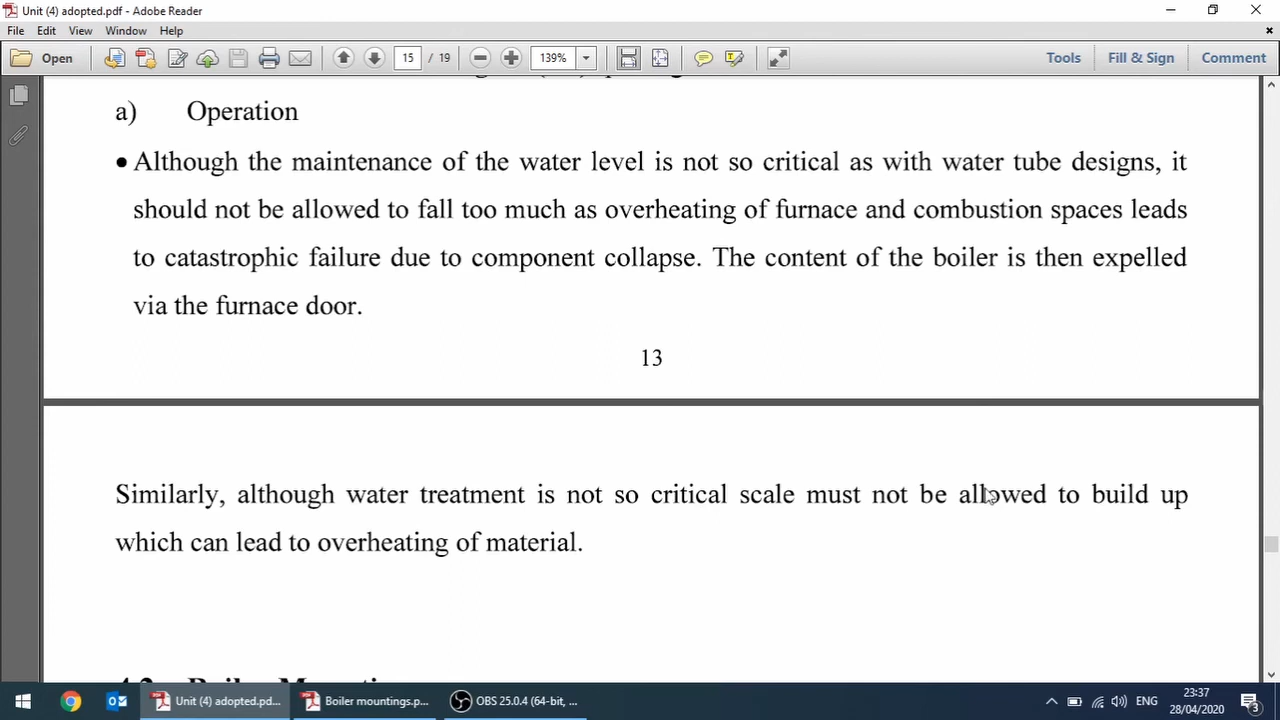 Unit (4) adopted.pdf - Adobe Reader
File Edit View Window Help
Open 15 / 19 139% Tools Fill & Sign Comment
a) Operation
• Although the maintenance of the water level is not so critical as with water tube designs, it
should not be allowed to fall too much as overheating of furnace and combustion spaces leads
to catastrophic failure due to component collapse. The content of the boiler is then expelled
via the furnace door.
13
Similarly, although water treatment is not so critical scale must not be allowed to build up
which can lead to overheating of material.
Unit (4) adopted.pd... Boiler mountings.p... OBS 25.0.4 (64-bit, ... ENG 23:37
28/04/2020 3